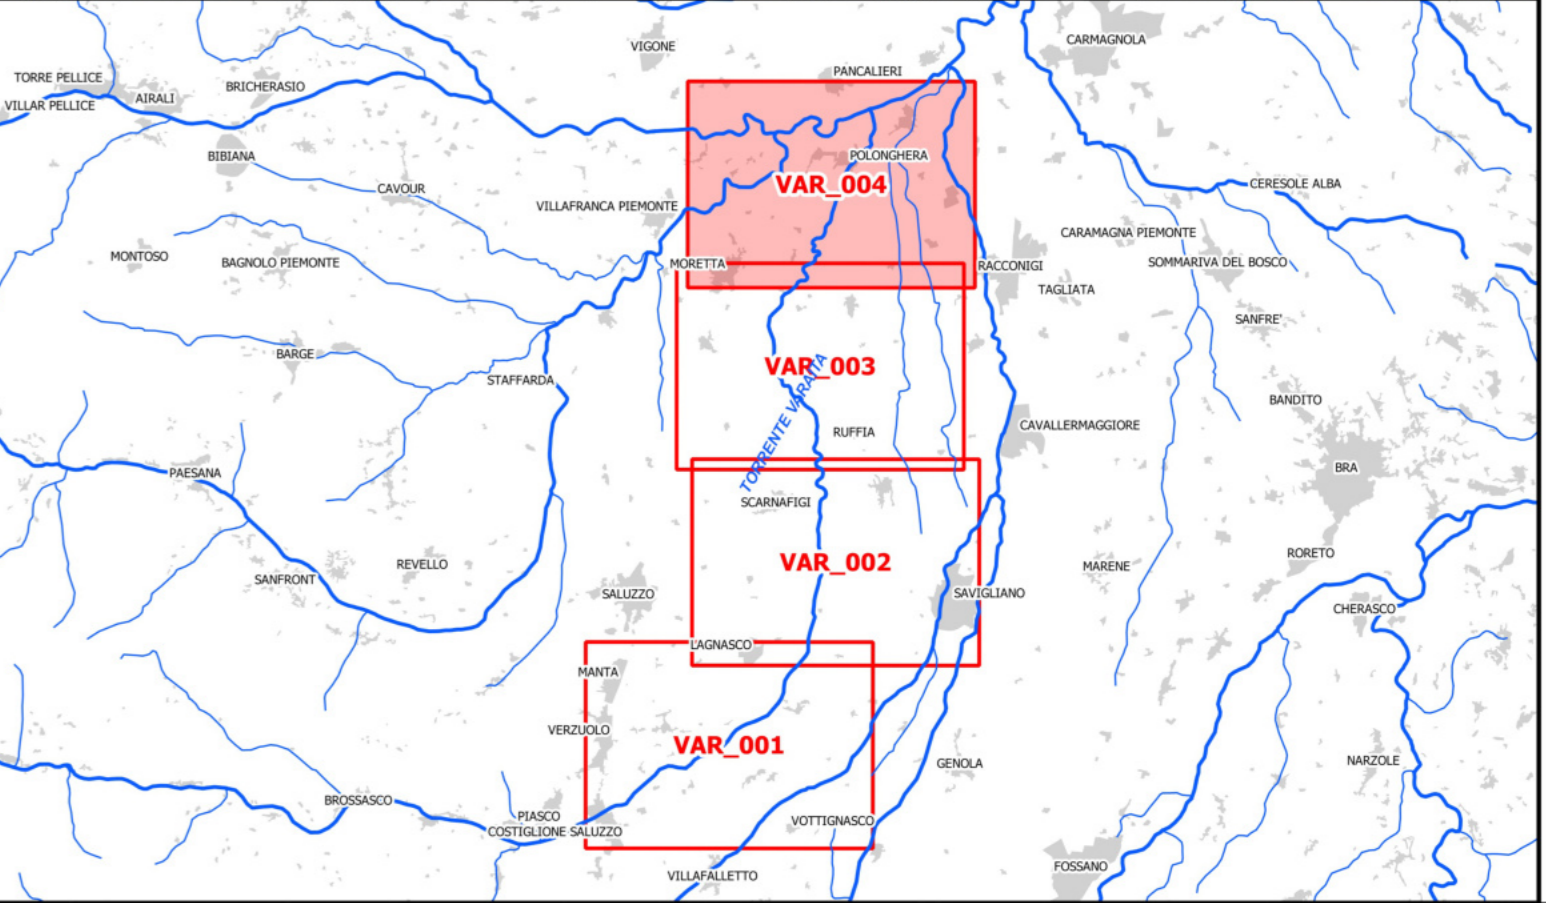 CARMAGNOLA
VIGONE
PANCALIERI
TORRE PELLICE
BRICHERASIO
AIRALI
VILLAR PELLICE
BIBIANA
POLONGHERA
VAR_004
CERESOLE ALBA
CAVOUR
VILLAFRANCA PIEMONTE
CARAMAGNA PIEMONTE
MONTOSO
BAGNOLO PIEMONTE
MORETTA
RACCONIGI
SOMMARIVA DEL BOSCO
TAGLIATA
SANFRE'
BARGE
VAR_003
STAFFARDA
TORRENTE VARAITA
BANDITO
RUFFIA
CAVALLERMAGGIORE
BRA
PAESANA
SCARNAFIGI
RORETO
VAR_002
REVELLO
MARENE
SANFRONT
SALUZZO
SAVIGLIANO
CHERASCO
LAGNASCO
MANTA
VERZUOLO
VAR_001
GENOLA
NARZOLE
BROSSASCO
PIASCO
COSTIGLIONE SALUZZO
VOTTIGNASCO
FOSSANO
VILLAFALLETTO